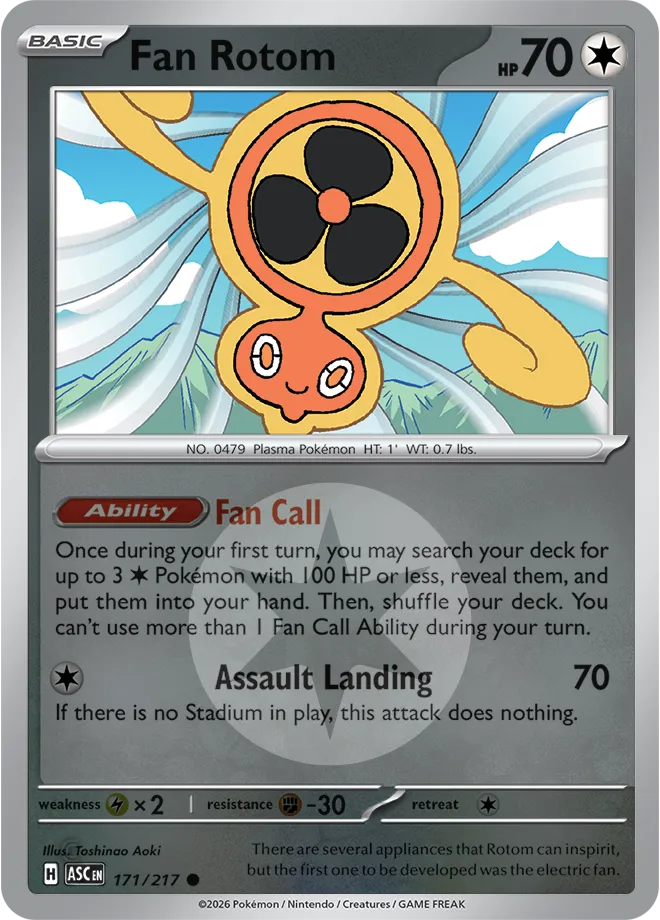 BASIC
Fan Rotom
HP 70
NO. 0479 Plasma Pokémon HT: 1' WT: 0.7 lbs.
Ability Fan Call
Once during your first turn, you may search your deck for
up to 3 Pokémon with 100 HP or less, reveal them, and
put them into your hand. Then, shuffle your deck. You
can't use more than 1 Fan Call Ability during your turn.
Assault Landing 70
If there is no Stadium in play, this attack does nothing.
weakness ×2 resistance -30 retreat
Illus. Toshinao Aoki
There are several appliances that Rotom can inspirit,
but the first one to be developed was the electric fan.
H ASC EN 171/217
©2026 Pokémon / Nintendo / Creatures / GAME FREAK